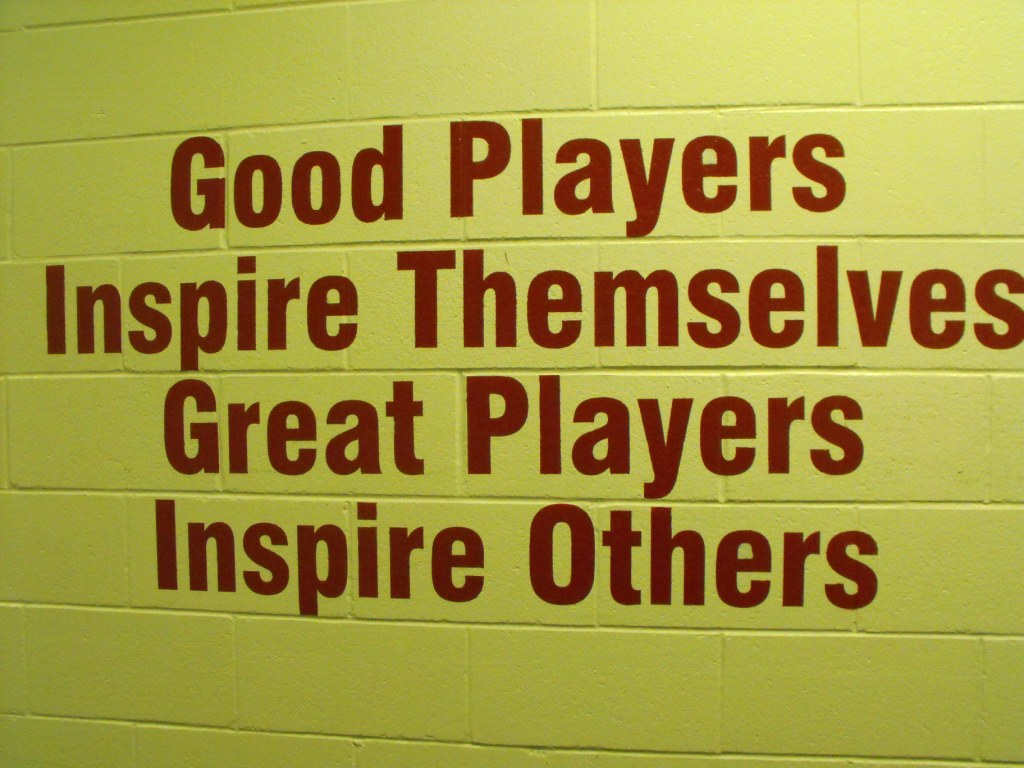 Good Players
Inspire Themselves
Great Players
Inspire Others